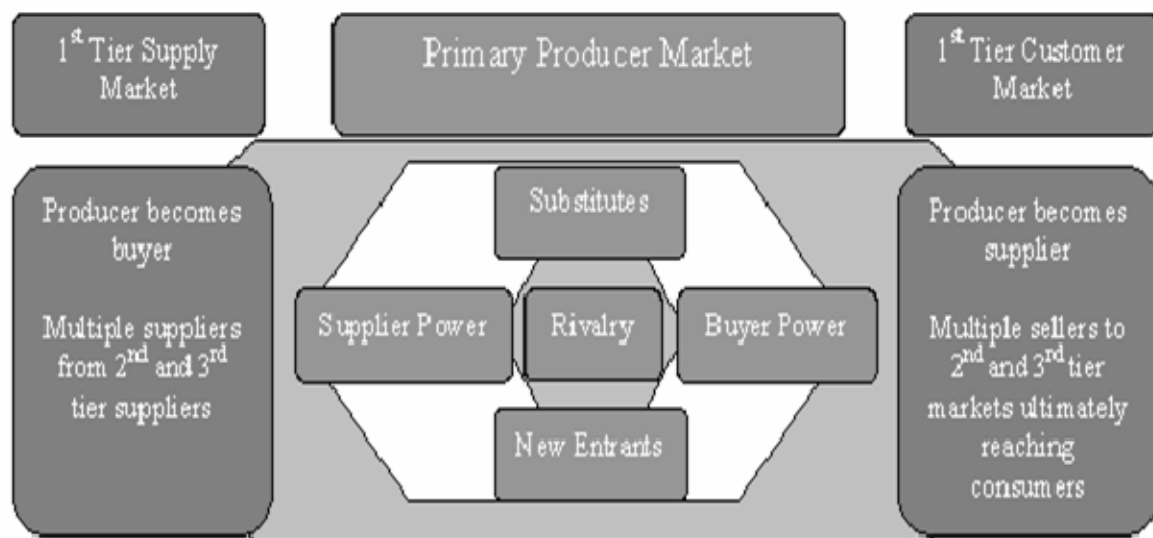 1st Tier Supply
Market
Primary Producer Market
1st Tier Customer
Market
Producer becomes
buyer
Multiple suppliers
from 2nd and 3rd
tier suppliers
Substitutes
Supplier Power
Rivalry
Buyer Power
New Entrants
Producer becomes
supplier
Multiple sellers to
2nd and 3rd tier
markets ultimately
reaching
consumers